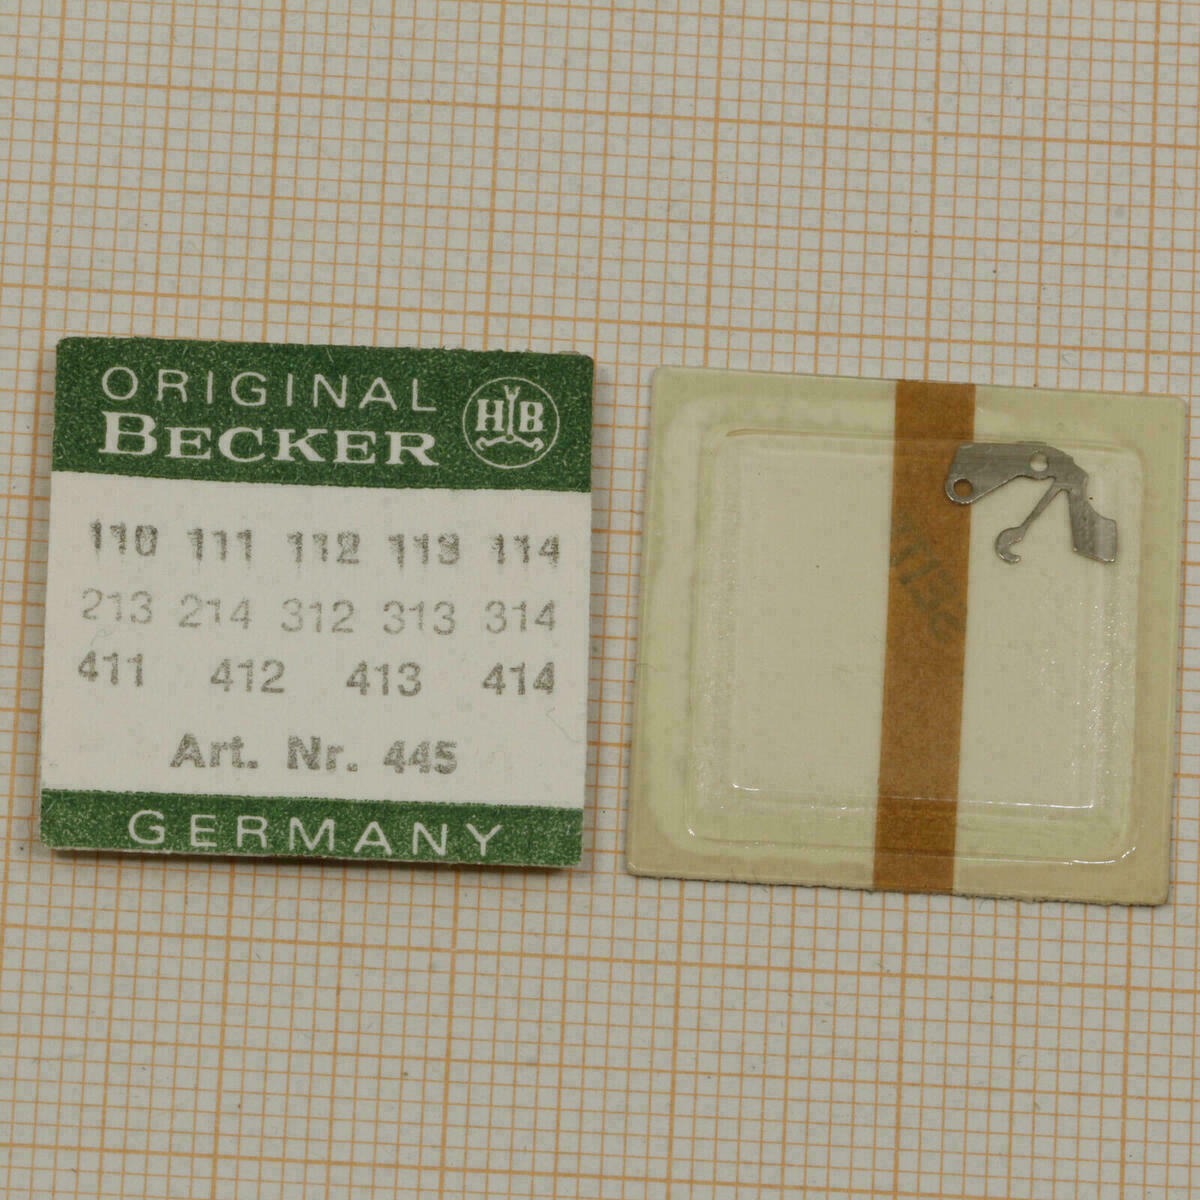 ORIGINAL
BECKER
HB
110 111 112 113 114
213 214 312 313 314
411 412 413 414
Art. Nr. 445
GERMANY